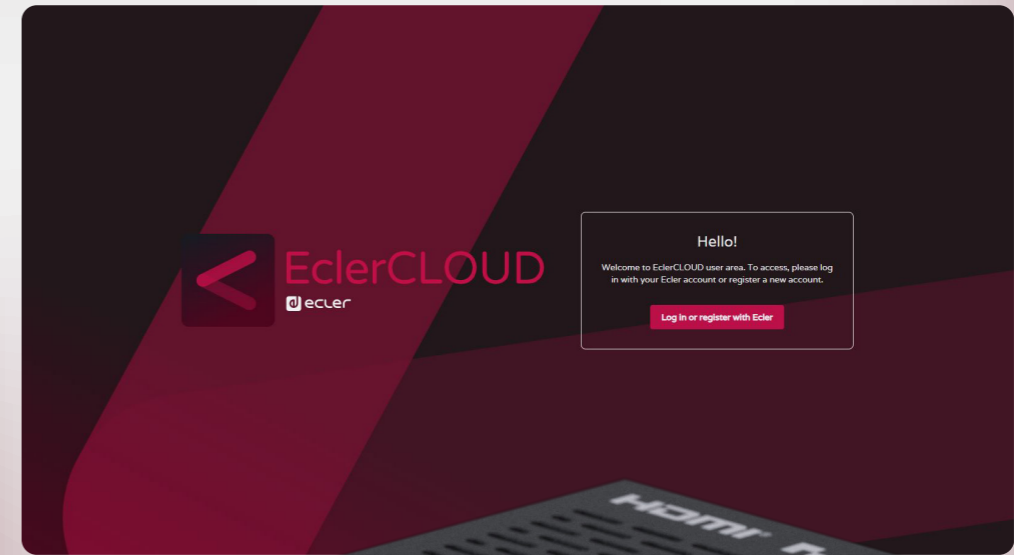 EclerCLOUD
ecler
Hello!
Welcome to EclerCLOUD user area. To access, please log
in with your Ecler account or register a new account.
Log in or register with Ecler
HDMI